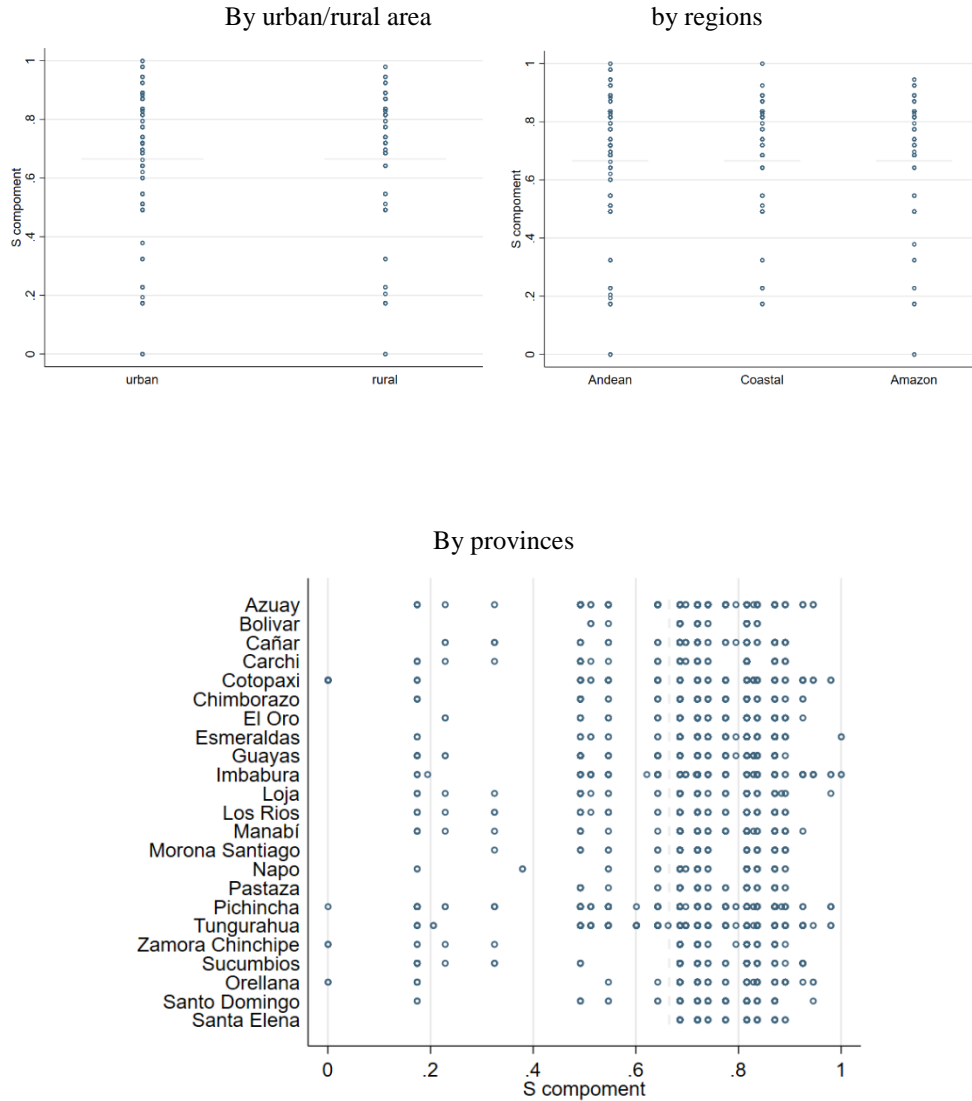 By urban/rural area
by regions
S compoment
1
.8
.6
.4
.2
0
urban rural
S compoment
1
.8
.6
.4
.2
0
Andean Coastal Amazon
By provinces
Azuay
Bolivar
Cañar
Carchi
Cotopaxi
Chimborazo
El Oro
Esmeraldas
Guayas
Imbabura
Loja
Los Rios
Manabí
Morona Santiago
Napo
Pastaza
Pichincha
Tungurahua
Zamora Chinchipe
Sucumbios
Orellana
Santo Domingo
Santa Elena
0 .2 .4 .6 .8 1
S compoment